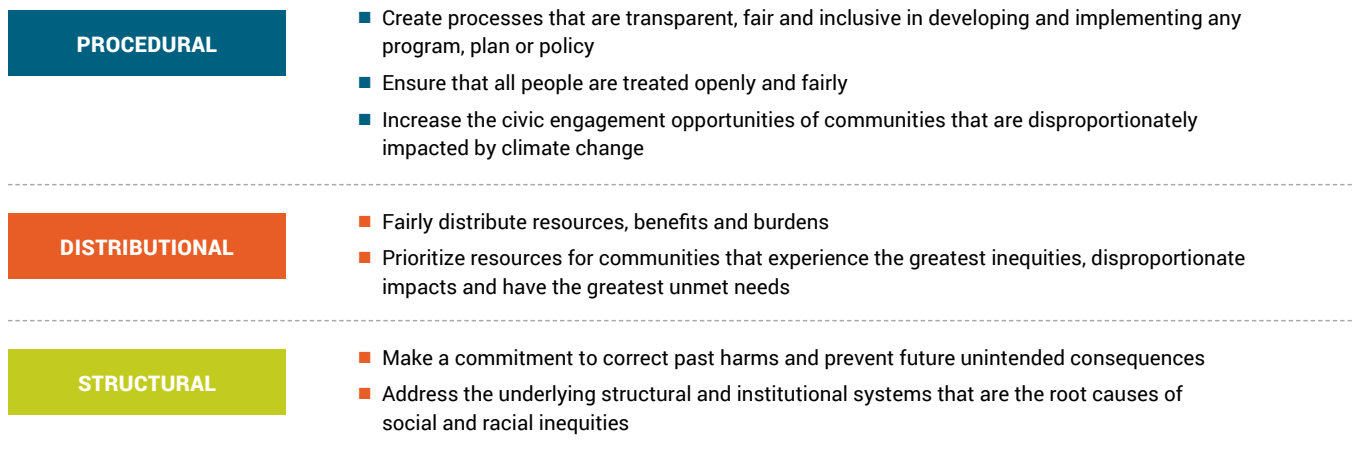 PROCEDURAL
■ Create processes that are transparent, fair and inclusive in developing and implementing any
program, plan or policy
■ Ensure that all people are treated openly and fairly
■ Increase the civic engagement opportunities of communities that are disproportionately
impacted by climate change
DISTRIBUTIONAL
■ Fairly distribute resources, benefits and burdens
■ Prioritize resources for communities that experience the greatest inequities, disproportionate
impacts and have the greatest unmet needs
STRUCTURAL
■ Make a commitment to correct past harms and prevent future unintended consequences
■ Address the underlying structural and institutional systems that are the root causes of
social and racial inequities